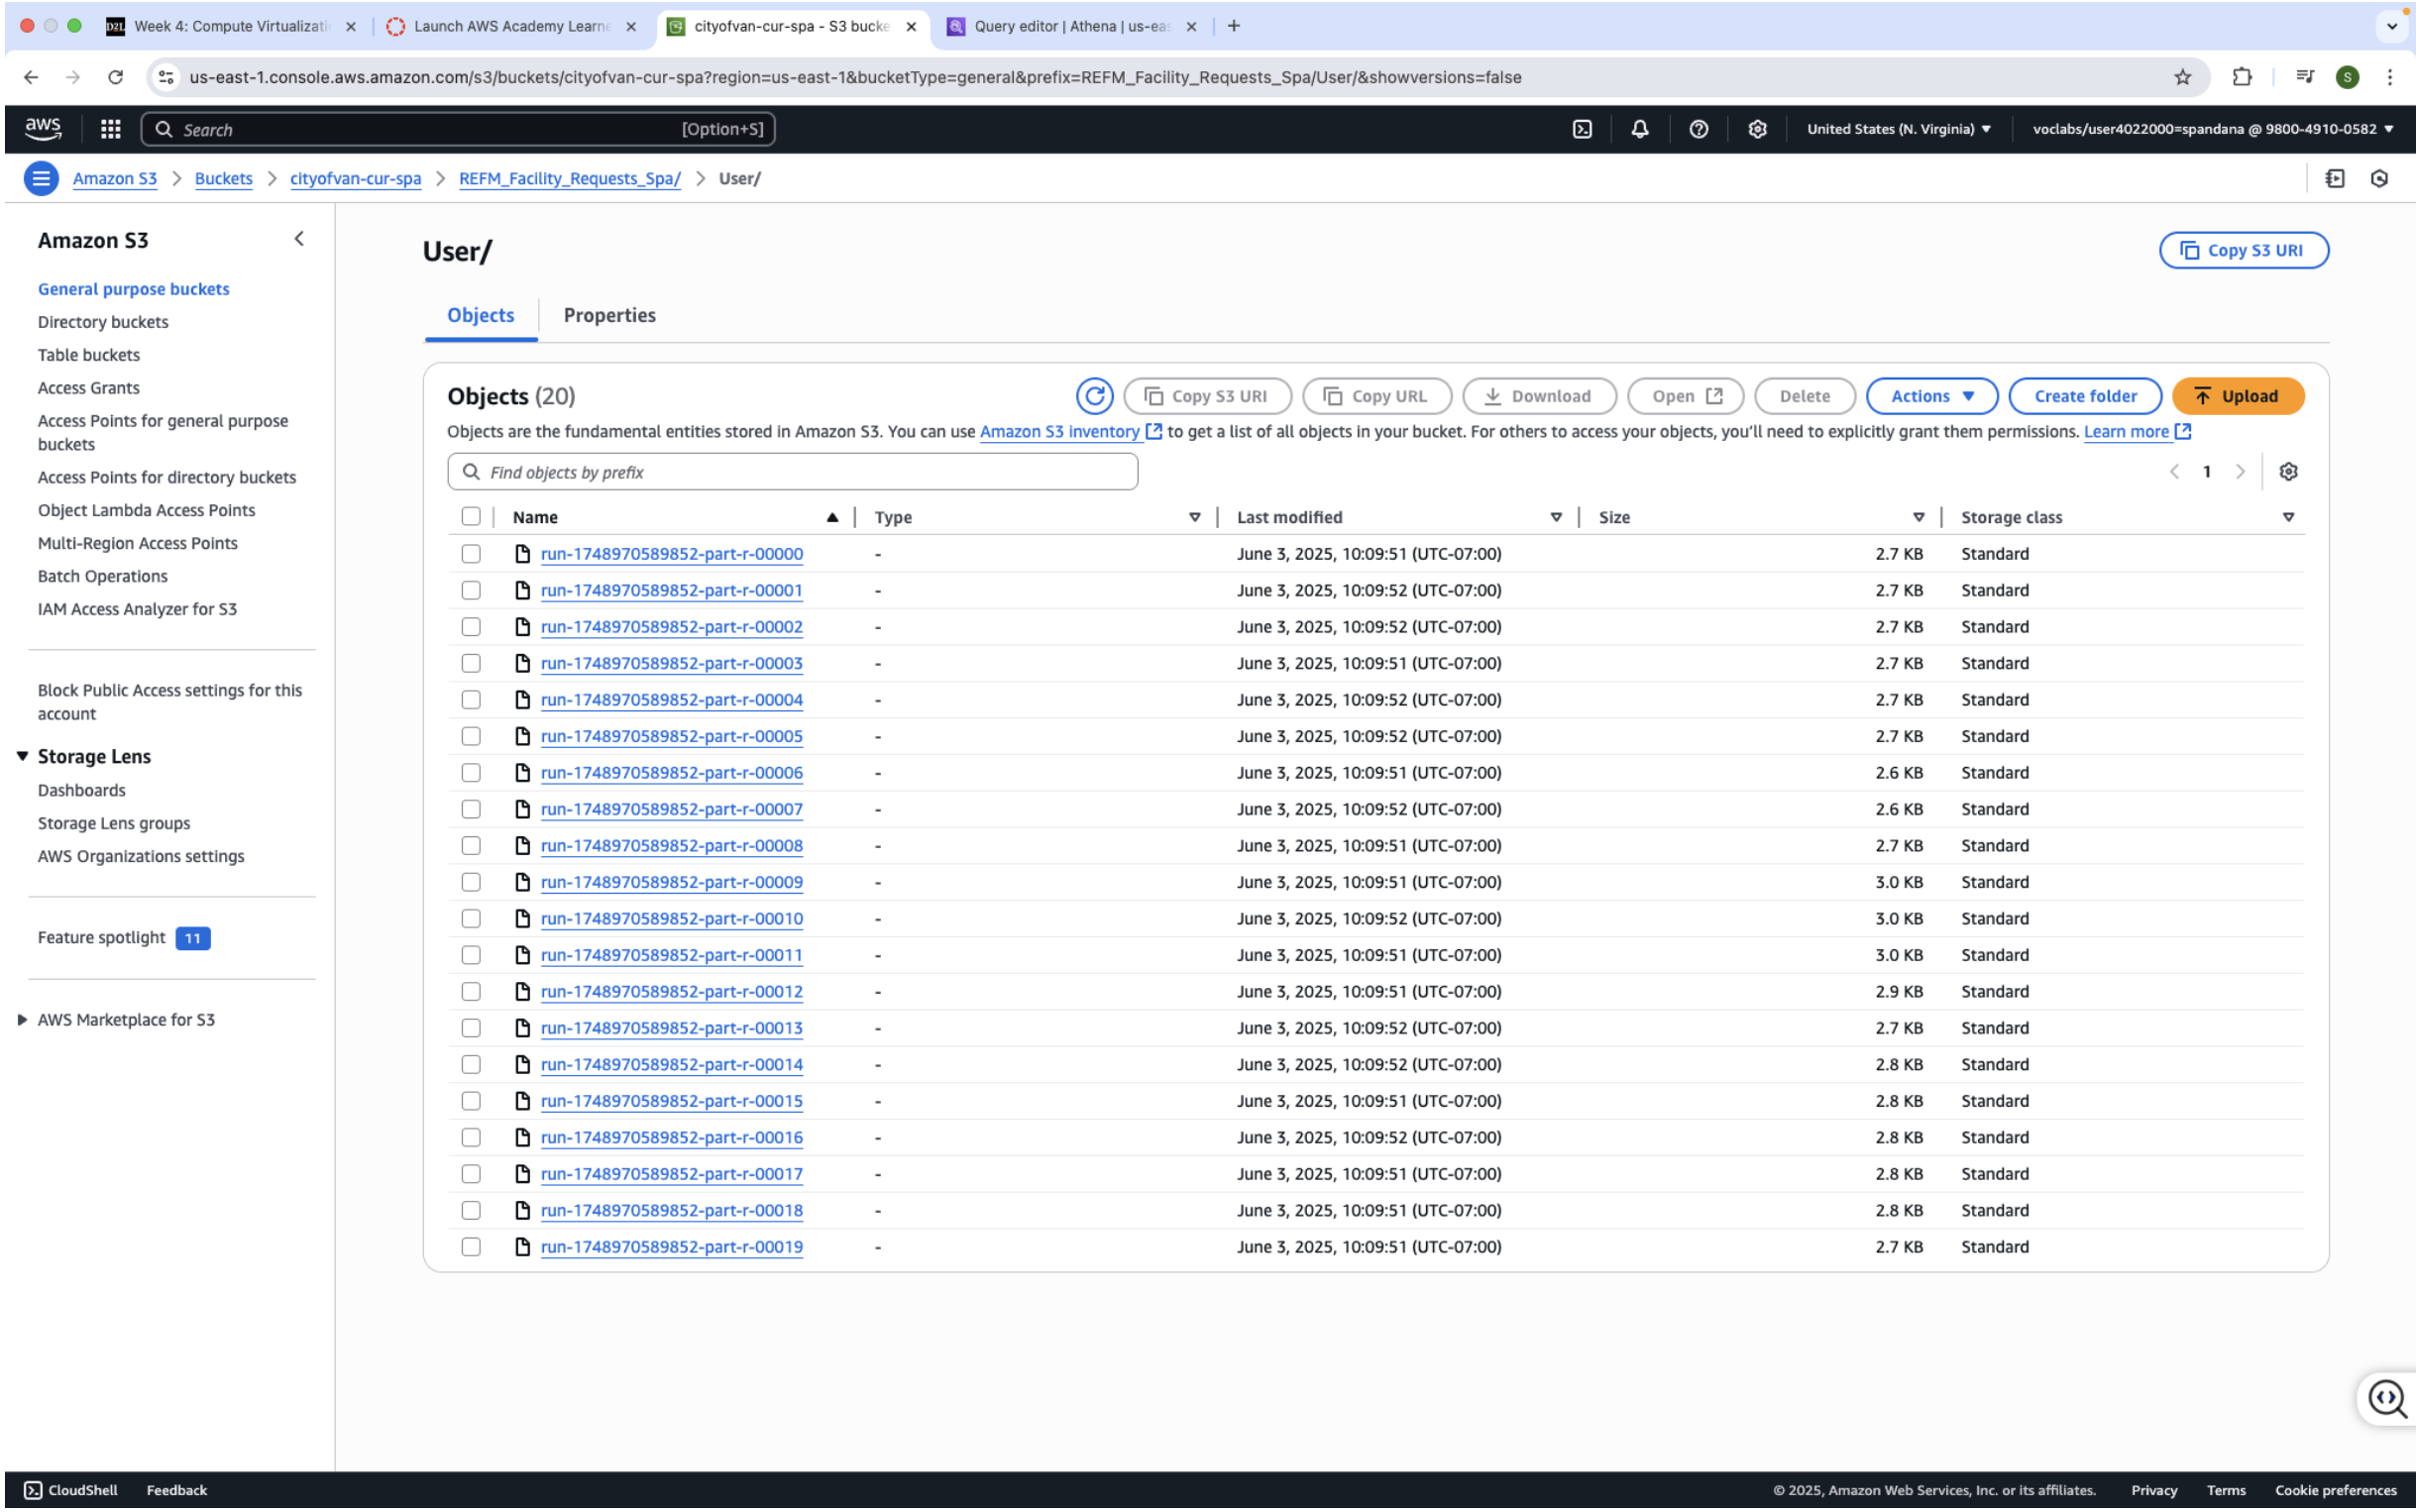 D2L Week 4: Compute Virtualizati
Launch AWS Academy Learne
cityofvan-cur-spa - S3 bucke
Query editor | Athena | us-eas
us-east-1.console.aws.amazon.com/s3/buckets/cityofvan-cur-spa?region=us-east-1&bucketType=general&prefix=REFM_Facility_Requests_Spa/User/&showversions=false
S
aws
Search
[Option+S]
United States (N. Virginia)
voclabs/user4022000=spandana @ 9800-4910-0582
Amazon S3 > Buckets > cityofvan-cur-spa > REFM_Facility_Requests_Spa/ > User/
Amazon S3
General purpose buckets
Directory buckets
Table buckets
Access Grants
Access Points for general purpose
buckets
Access Points for directory buckets
Object Lambda Access Points
Multi-Region Access Points
Batch Operations
IAM Access Analyzer for S3
Block Public Access settings for this
account
Storage Lens
Dashboards
Storage Lens groups
AWS Organizations settings
Feature spotlight 11
AWS Marketplace for S3
User/
Copy S3 URI
Objects
Properties
Objects (20)
Copy S3 URI
Copy URL
Download
Open
Delete
Actions
Create folder
Upload
Objects are the fundamental entities stored in Amazon S3. You can use Amazon S3 inventory to get a list of all objects in your bucket. For others to access your objects, you'll need to explicitly grant them permissions. Learn more
Find objects by prefix
1
Name Type Last modified Size Storage class
run-1748970589852-part-r-00000 - June 3, 2025, 10:09:51 (UTC-07:00) 2.7 KB Standard
run-1748970589852-part-r-00001 - June 3, 2025, 10:09:52 (UTC-07:00) 2.7 KB Standard
run-1748970589852-part-r-00002 - June 3, 2025, 10:09:52 (UTC-07:00) 2.7 KB Standard
run-1748970589852-part-r-00003 - June 3, 2025, 10:09:51 (UTC-07:00) 2.7 KB Standard
run-1748970589852-part-r-00004 - June 3, 2025, 10:09:52 (UTC-07:00) 2.7 KB Standard
run-1748970589852-part-r-00005 - June 3, 2025, 10:09:52 (UTC-07:00) 2.7 KB Standard
run-1748970589852-part-r-00006 - June 3, 2025, 10:09:51 (UTC-07:00) 2.6 KB Standard
run-1748970589852-part-r-00007 - June 3, 2025, 10:09:52 (UTC-07:00) 2.6 KB Standard
run-1748970589852-part-r-00008 - June 3, 2025, 10:09:51 (UTC-07:00) 2.7 KB Standard
run-1748970589852-part-r-00009 - June 3, 2025, 10:09:51 (UTC-07:00) 3.0 KB Standard
run-1748970589852-part-r-00010 - June 3, 2025, 10:09:52 (UTC-07:00) 3.0 KB Standard
run-1748970589852-part-r-00011 - June 3, 2025, 10:09:51 (UTC-07:00) 3.0 KB Standard
run-1748970589852-part-r-00012 - June 3, 2025, 10:09:51 (UTC-07:00) 2.9 KB Standard
run-1748970589852-part-r-00013 - June 3, 2025, 10:09:52 (UTC-07:00) 2.7 KB Standard
run-1748970589852-part-r-00014 - June 3, 2025, 10:09:52 (UTC-07:00) 2.8 KB Standard
run-1748970589852-part-r-00015 - June 3, 2025, 10:09:51 (UTC-07:00) 2.8 KB Standard
run-1748970589852-part-r-00016 - June 3, 2025, 10:09:52 (UTC-07:00) 2.8 KB Standard
run-1748970589852-part-r-00017 - June 3, 2025, 10:09:51 (UTC-07:00) 2.8 KB Standard
run-1748970589852-part-r-00018 - June 3, 2025, 10:09:51 (UTC-07:00) 2.8 KB Standard
run-1748970589852-part-r-00019 - June 3, 2025, 10:09:51 (UTC-07:00) 2.7 KB Standard
CloudShell
Feedback
© 2025, Amazon Web Services, Inc. or its affiliates.
Privacy
Terms
Cookie preferences